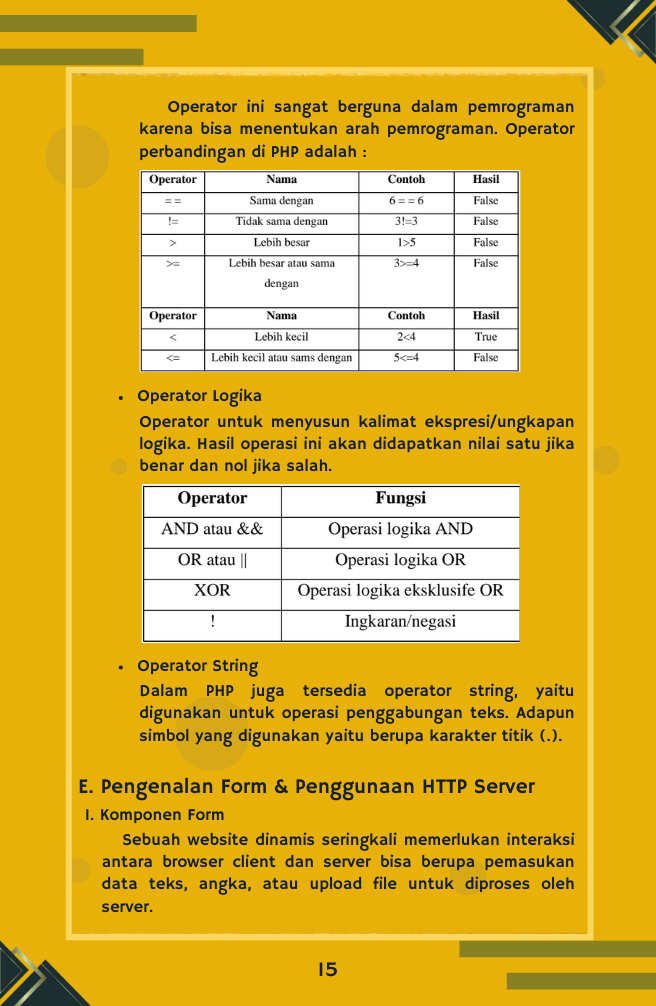 Operator ini sangat berguna dalam pemrograman
karena bisa menentukan arah pemrograman. Operator
perbandingan di PHP adalah :
Operator Nama Contoh Hasil
= = Sama dengan 6 = = 6 False
!= Tidak sama dengan 3!=3 False
> Lebih besar 1>5 False
>= Lebih besar atau sama 3>=4 False
dengan
Operator Nama Contoh Hasil
< Lebih kecil 2<4 True
<= Lebih kecil atau sams dengan 5<=4 False
• Operator Logika
Operator untuk menyusun kalimat ekspresi/ungkapan
logika. Hasil operasi ini akan didapatkan nilai satu jika
benar dan nol jika salah.
Operator Fungsi
AND atau && Operasi logika AND
OR atau || Operasi logika OR
XOR Operasi logika eksklusife OR
! Ingkaran/negasi
• Operator String
Dalam PHP juga tersedia operator string, yaitu
digunakan untuk operasi penggabungan teks. Adapun
simbol yang digunakan yaitu berupa karakter titik (.).
E. Pengenalan Form & Penggunaan HTTP Server
1. Komponen Form
Sebuah website dinamis seringkali memerlukan interaksi
antara browser client dan server bisa berupa pemasukan
data teks, angka, atau upload file untuk diproses oleh
server.
15